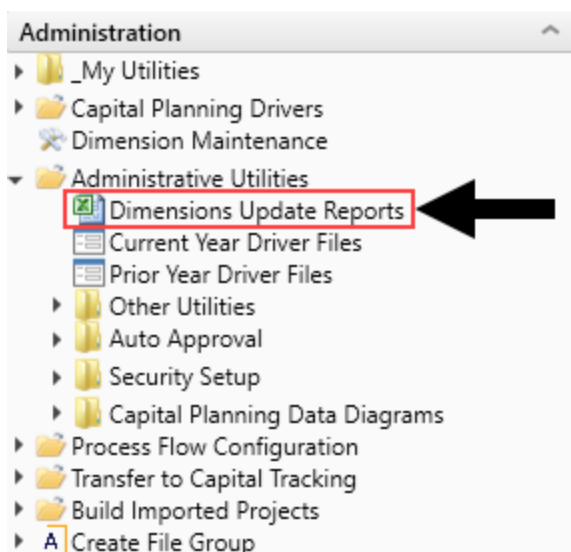 Administration
_My Utilities
Capital Planning Drivers
Dimension Maintenance
Administrative Utilities
Dimensions Update Reports
Current Year Driver Files
Prior Year Driver Files
Other Utilities
Auto Approval
Security Setup
Capital Planning Data Diagrams
Process Flow Configuration
Transfer to Capital Tracking
Build Imported Projects
A Create File Group